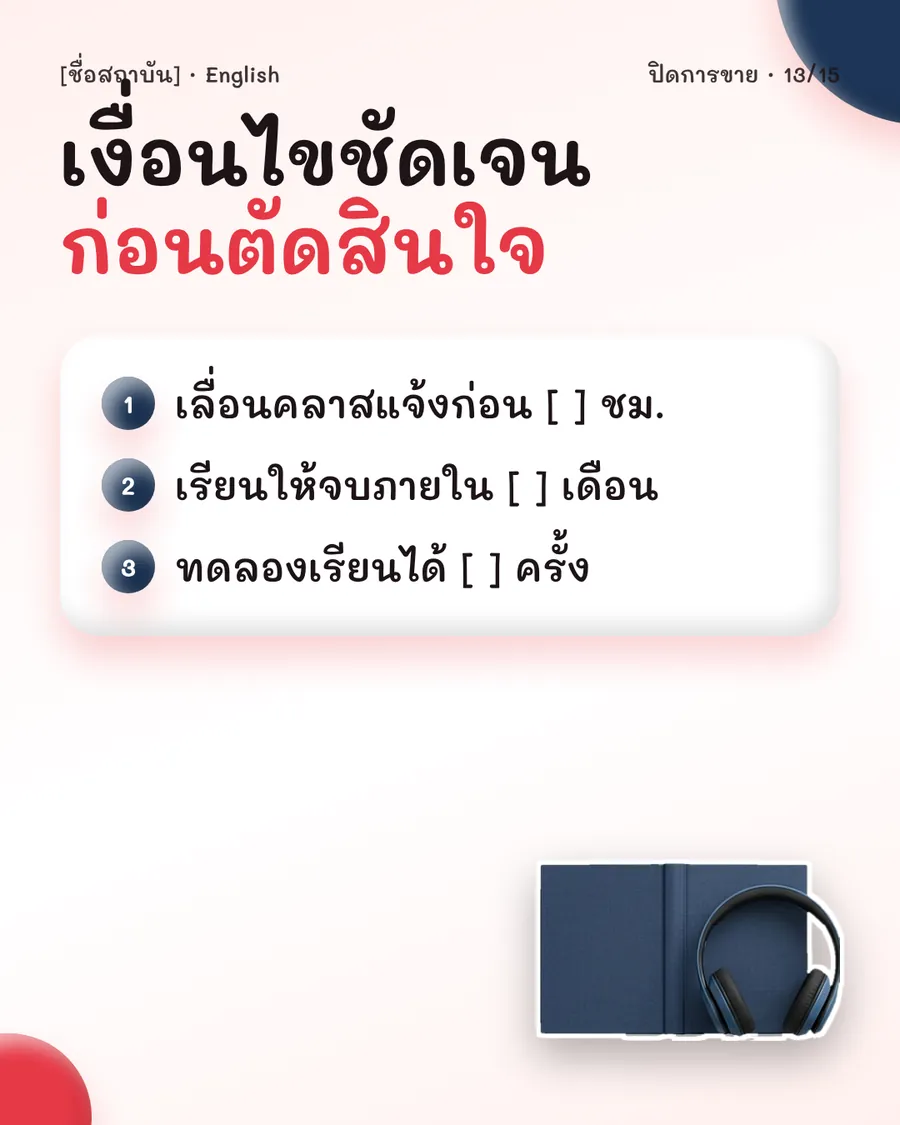 [ชื่อสถาบัน] · English
ปิดการขาย · 13/15
เงื่อนไขชัดเจน
ก่อนตัดสินใจ
1 เลื่อนคลาสแจ้งก่อน [ ] ชม.
2 เรียนให้จบภายใน [ ] เดือน
3 ทดลองเรียนได้ [ ] ครั้ง